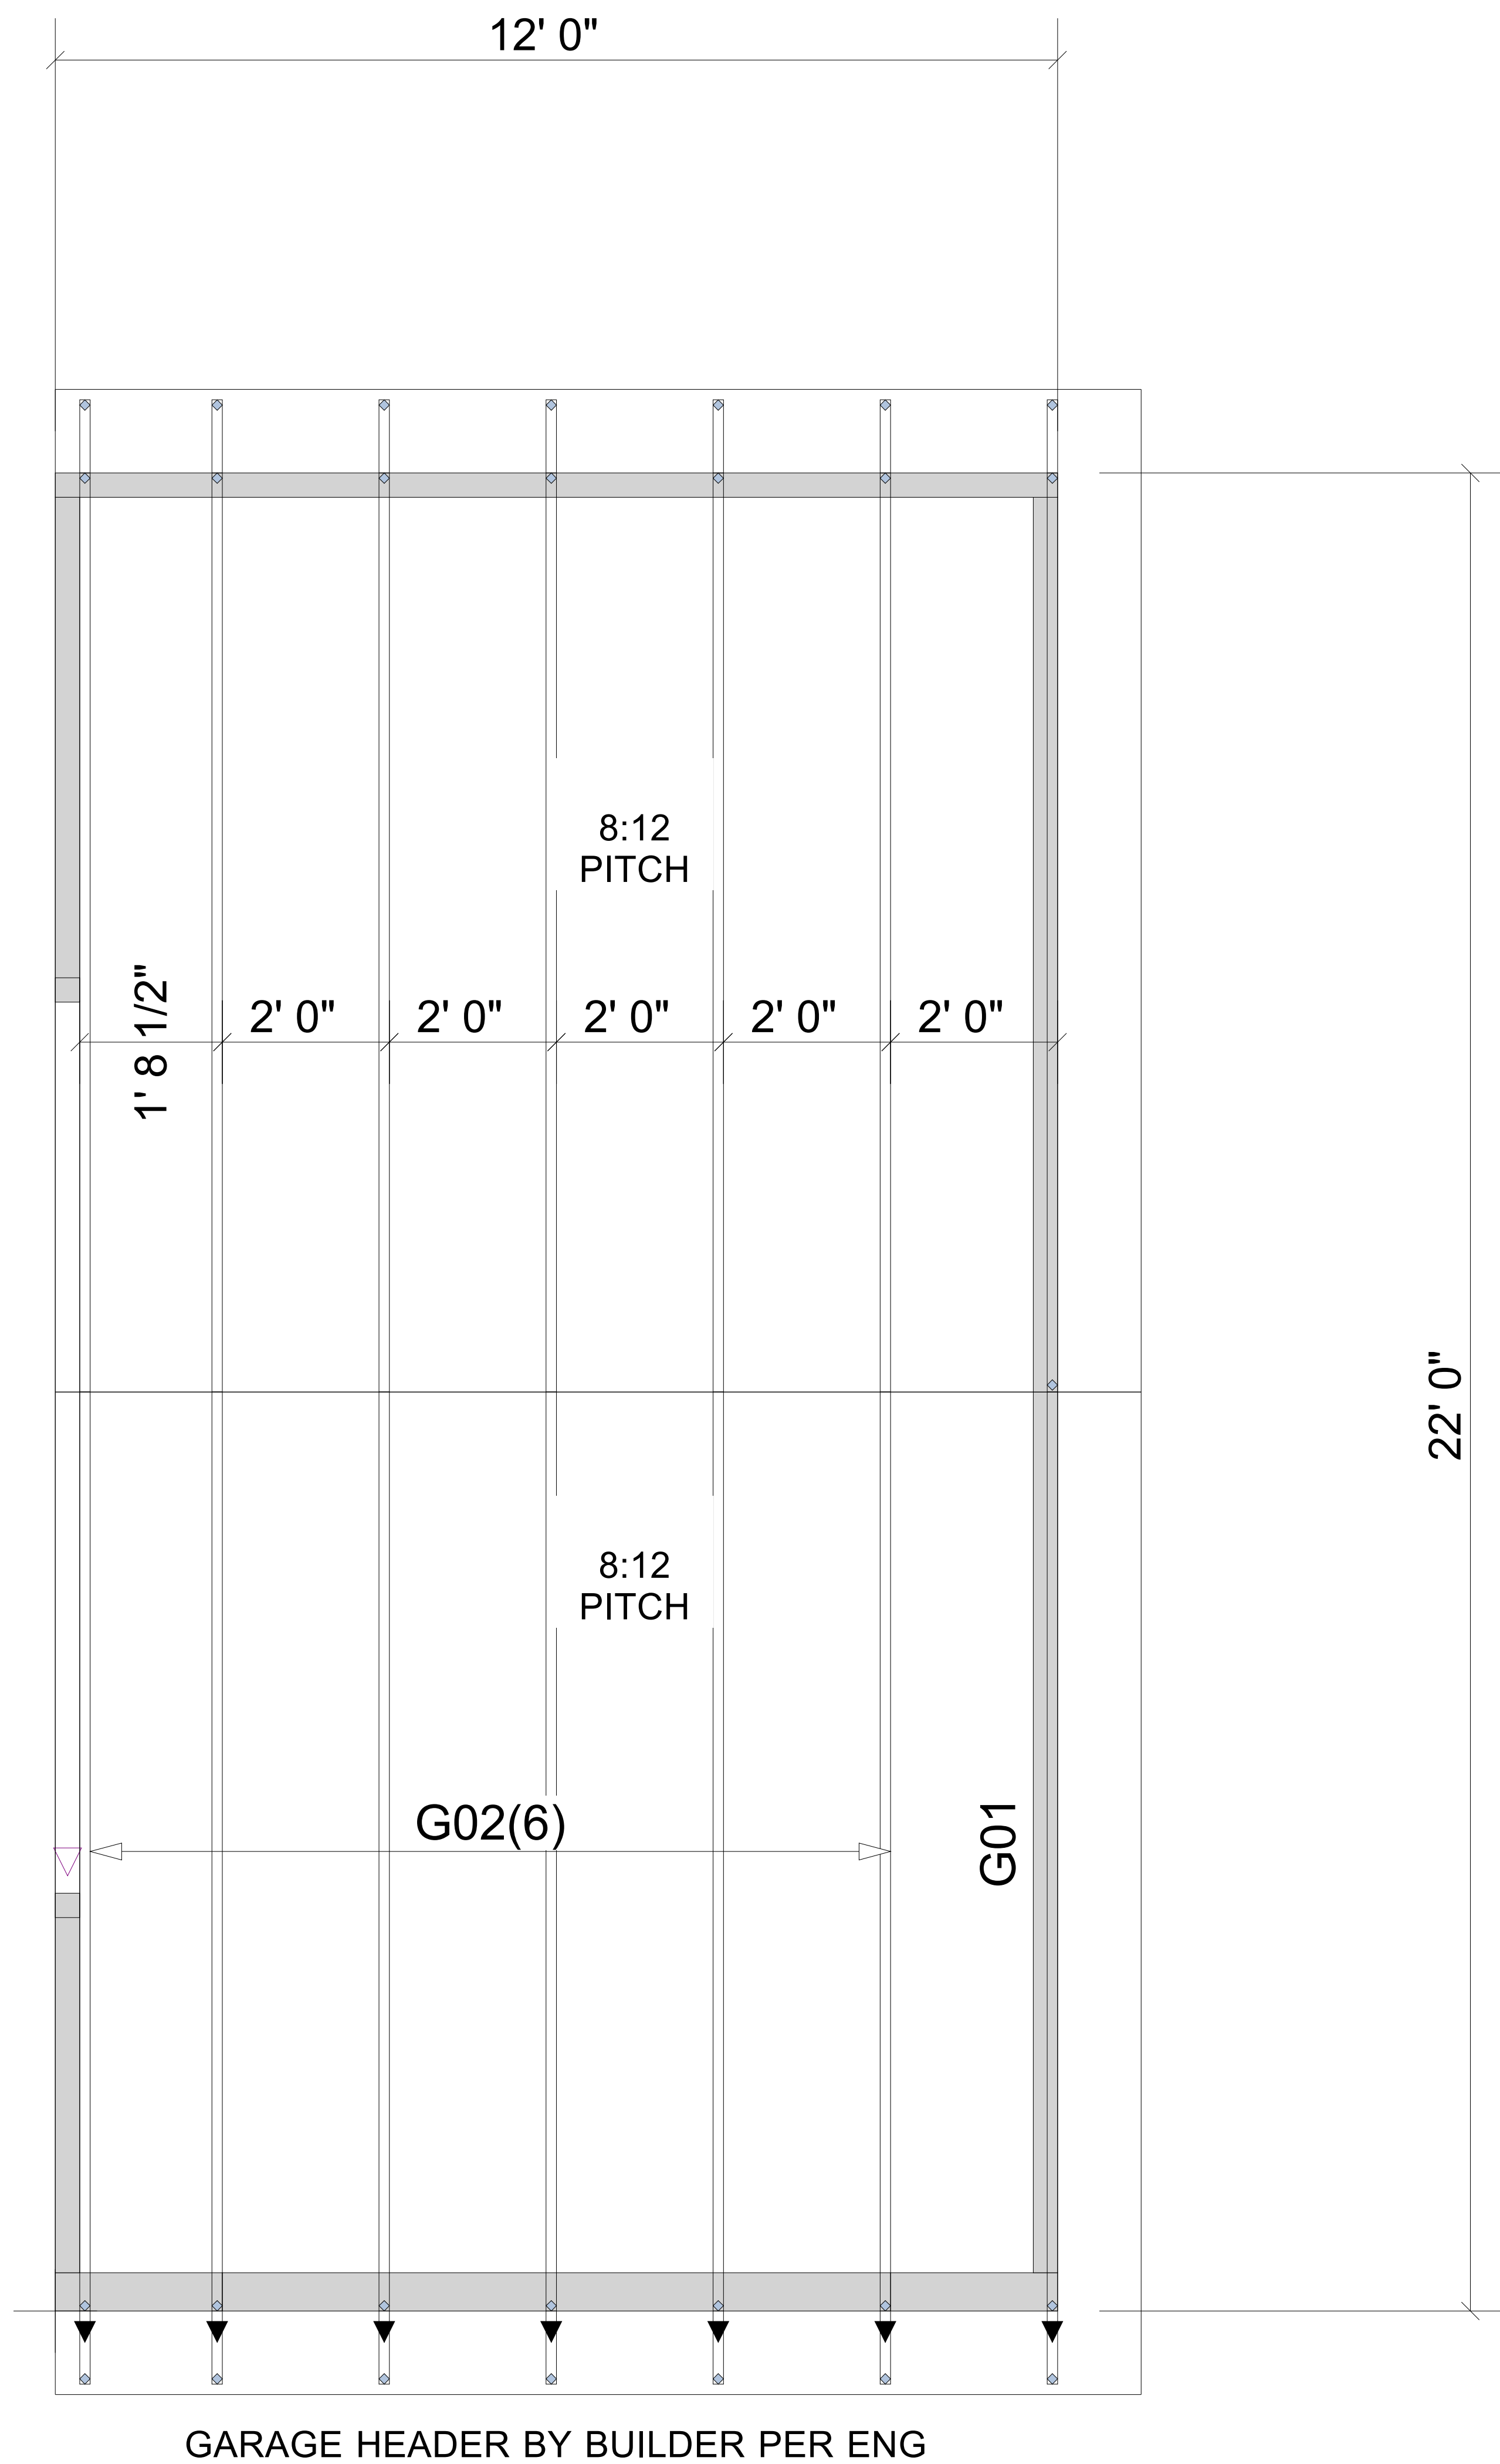 12' 0"
8:12
PITCH
1' 8 1/2"
2' 0"
2' 0"
2' 0"
2' 0"
2' 0"
22' 0"
8:12
PITCH
G02(6)
G01
GARAGE HEADER BY BUILDER PER ENG